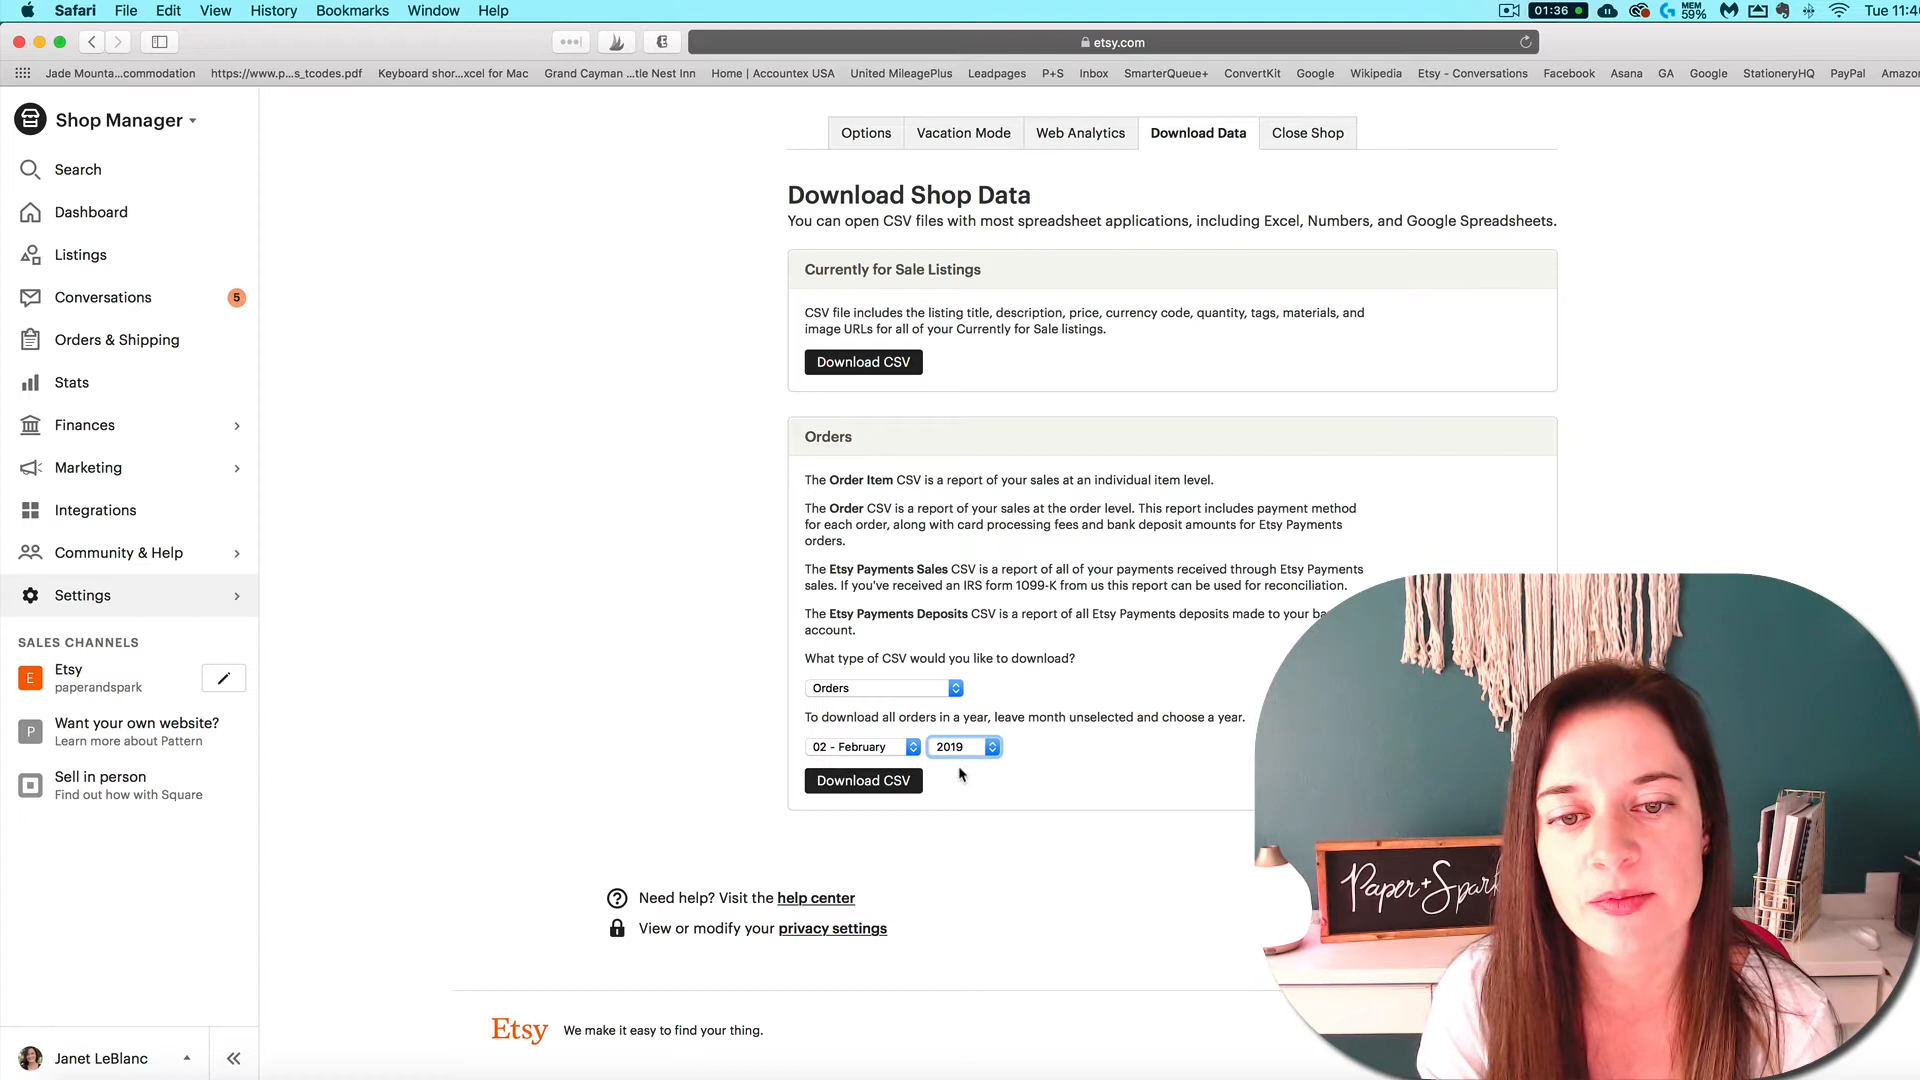 Safari File Edit View History Bookmarks Window Help 01:36 MEM 59% Tue 11:4
etsy.com
Jade Mounta...commodation https://www.p...s_tcodes.pdf Keyboard shor...xcel for Mac Grand Cayman ...tle Nest Inn Home | Accountex USA United MileagePlus Leadpages P+S Inbox SmarterQueue+ ConvertKit Google Wikipedia Etsy - Conversations Facebook Asana GA Google StationeryHQ PayPal Amazo
Shop Manager
Search
Dashboard
Listings
Conversations 5
Orders & Shipping
Stats
Finances
Marketing
Integrations
Community & Help
Settings
SALES CHANNELS
E Etsy
paperandspark
P Want your own website?
Learn more about Pattern
Sell in person
Find out how with Square
Janet LeBlanc
Options Vacation Mode Web Analytics Download Data Close Shop
Download Shop Data
You can open CSV files with most spreadsheet applications, including Excel, Numbers, and Google Spreadsheets.
Currently for Sale Listings
CSV file includes the listing title, description, price, currency code, quantity, tags, materials, and
image URLs for all of your Currently for Sale listings.
Download CSV
Orders
The Order Item CSV is a report of your sales at an individual item level.
The Order CSV is a report of your sales at the order level. This report includes payment method
for each order, along with card processing fees and bank deposit amounts for Etsy Payments
orders.
The Etsy Payments Sales CSV is a report of all of your payments received through Etsy Payments
sales. If you've received an IRS form 1099-K from us this report can be used for reconciliation.
The Etsy Payments Deposits CSV is a report of all Etsy Payments deposits made to your ba
account.
What type of CSV would you like to download?
Orders
To download all orders in a year, leave month unselected and choose a year.
02 - February 2019
Download CSV
Need help? Visit the help center
View or modify your privacy settings
Etsy We make it easy to find your thing.
Paper+Spark